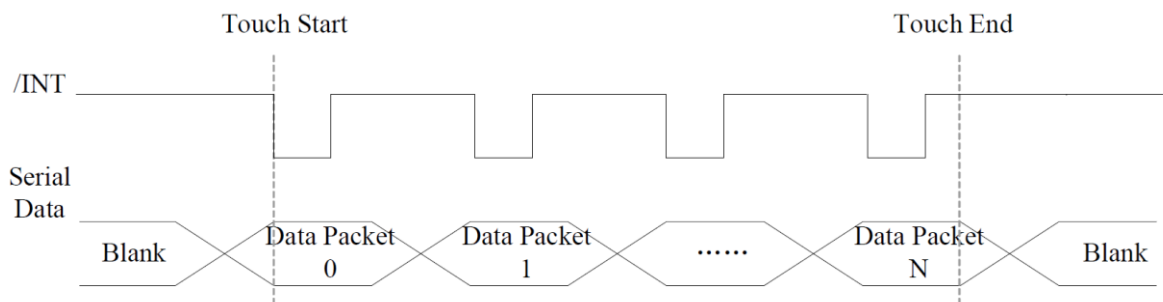 Touch Start
Touch End
/INT
Serial
Data
Blank
Data Packet
0
Data Packet
1
......
Data Packet
N
Blank